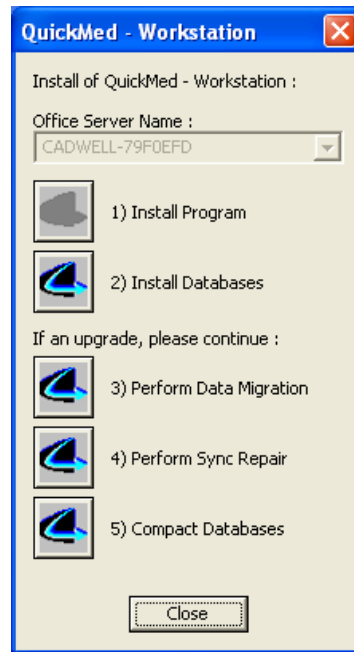 QuickMed - Workstation
Install of QuickMed - Workstation :
Office Server Name :
CADWELL-79F0EFD
1) Install Program
2) Install Databases
If an upgrade, please continue :
3) Perform Data Migration
4) Perform Sync Repair
5) Compact Databases
Close